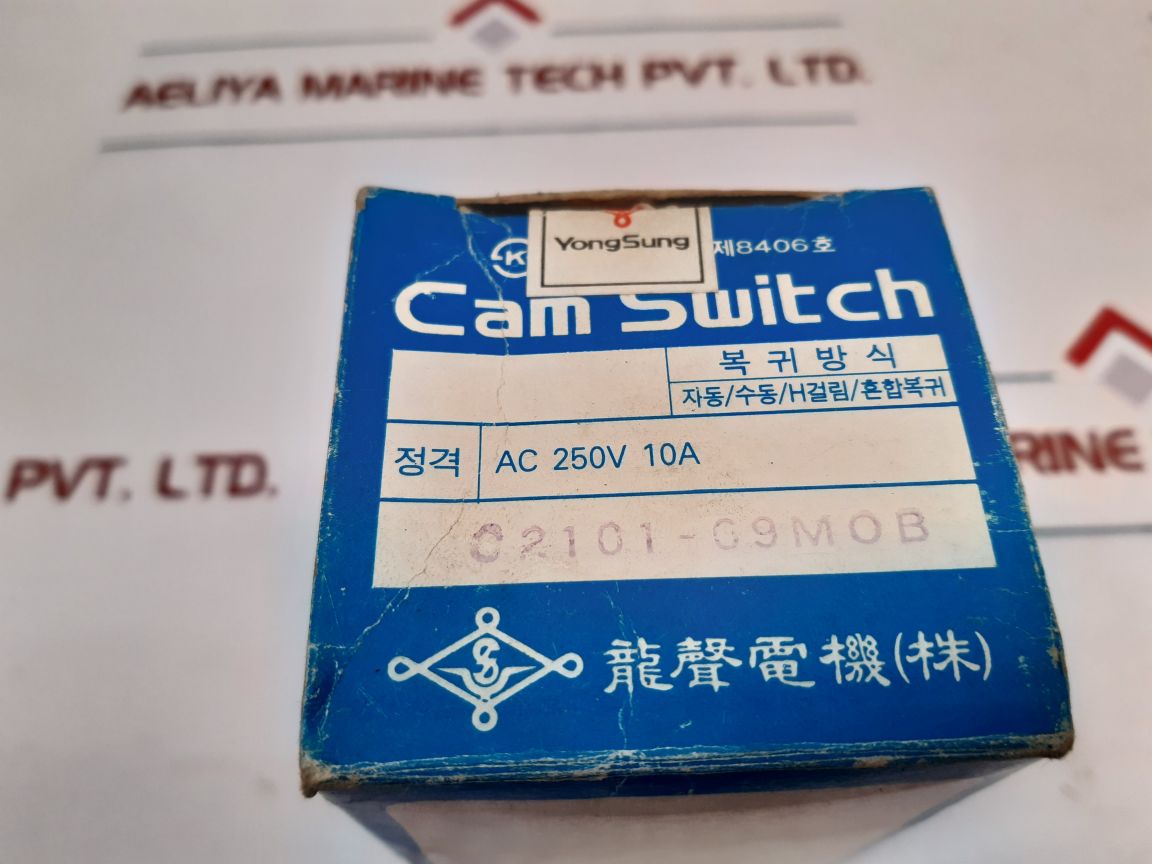 AELIYA MARINE TECH PVT. LTD.
YongSung
제8406호
Cam Switch
복귀방식
자동/수동/H걸림/혼합복귀
정격 AC 250V 10A
PVT. LTD.
RINE
C2101-G9MOB
龍聲電機(株)